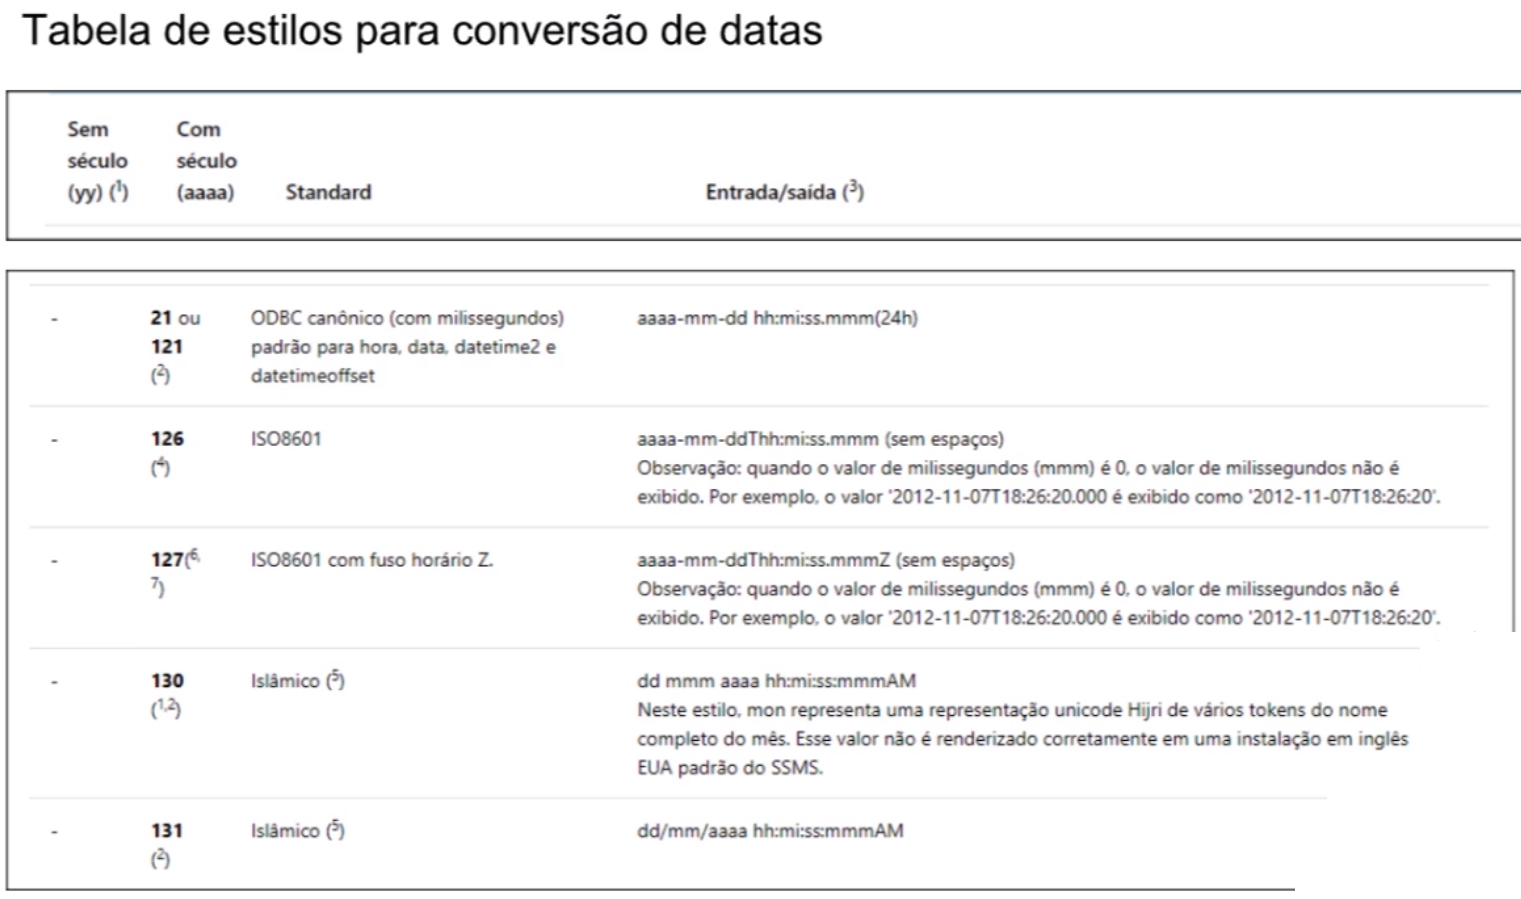 Tabela de estilos para conversão de datas
Sem século (yy) (1) Com século (aaaa) Standard Entrada/saída (3)
- 21 ou 121 (2) ODBC canônico (com milissegundos) padrão para hora, data, datetime2 e datetimeoffset aaaa-mm-dd hh:mi:ss.mmm(24h)
- 126 (4) ISO8601 aaaa-mm-ddThh:mi:ss.mmm (sem espaços)
Observação: quando o valor de milissegundos (mmm) é 0, o valor de milissegundos não é
exibido. Por exemplo, o valor '2012-11-07T18:26:20.000 é exibido como '2012-11-07T18:26:20'.
- 127(6, 7) ISO8601 com fuso horário Z. aaaa-mm-ddThh:mi:ss.mmmZ (sem espaços)
Observação: quando o valor de milissegundos (mmm) é 0, o valor de milissegundos não é
exibido. Por exemplo, o valor '2012-11-07T18:26:20.000 é exibido como '2012-11-07T18:26:20'.
- 130 (1,2) Islâmico (5) dd mmm aaaa hh:mi:ss:mmmAM
Neste estilo, mon representa uma representação unicode Hijri de vários tokens do nome
completo do mês. Esse valor não é renderizado corretamente em uma instalação em inglês
EUA padrão do SSMS.
- 131 (2) Islâmico (5) dd/mm/aaaa hh:mi:ss:mmmAM